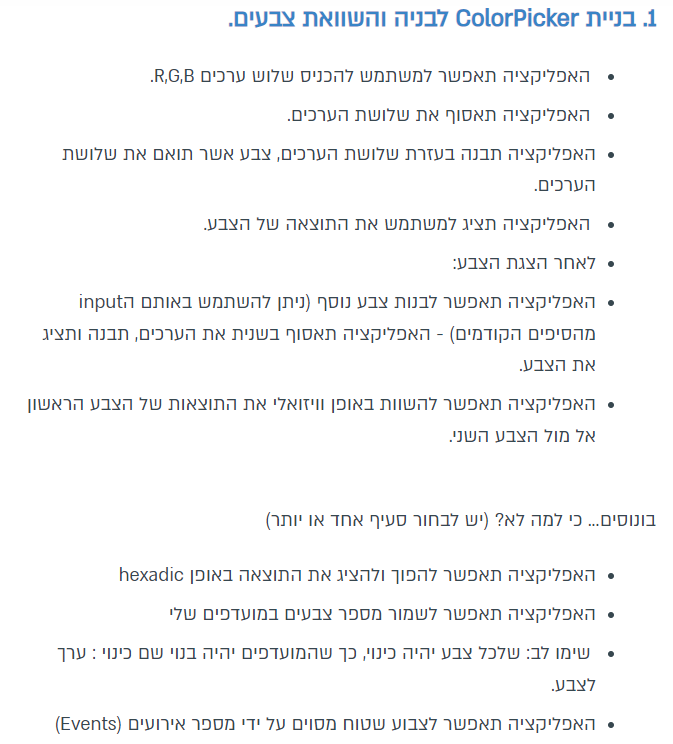 1. בניית ColorPicker לבניה והשוואת צבעים.
• האפליקציה תאפשר למשתמש להכניס שלוש ערכים R,G,B.
• האפליקציה תאסוף את שלושת הערכים.
• האפליקציה תבנה בעזרת שלושת הערכים, צבע אשר תואם את שלושת
הערכים.
• האפליקציה תציג למשתמש את התוצאה של הצבע.
• לאחר הצגת הצבע:
• האפליקציה תאפשר לבנות צבע נוסף (ניתן להשתמש באותם הinput
מהסיפים הקודמים) - האפליקציה תאסוף בשנית את הערכים, תבנה ותציג
את הצבע.
• האפליקציה תאפשר להשוות באופן וויזואלי את התוצאות של הצבע הראשון
אל מול הצבע השני.
בונוסים... כי למה לא? (יש לבחור סעיף אחד או יותר)
• האפליקציה תאפשר להפוך ולהציג את התוצאה באופן hexadic
• האפליקציה תאפשר לשמור מספר צבעים במועדפים שלי
• שימו לב: שלכל צבע יהיה כינוי, כך שהמועדפים יהיה בנוי שם כינוי : ערך
לצבע.
• האפליקציה תאפשר לצבוע שטוח מסוים על ידי מספר אירועים (Events)